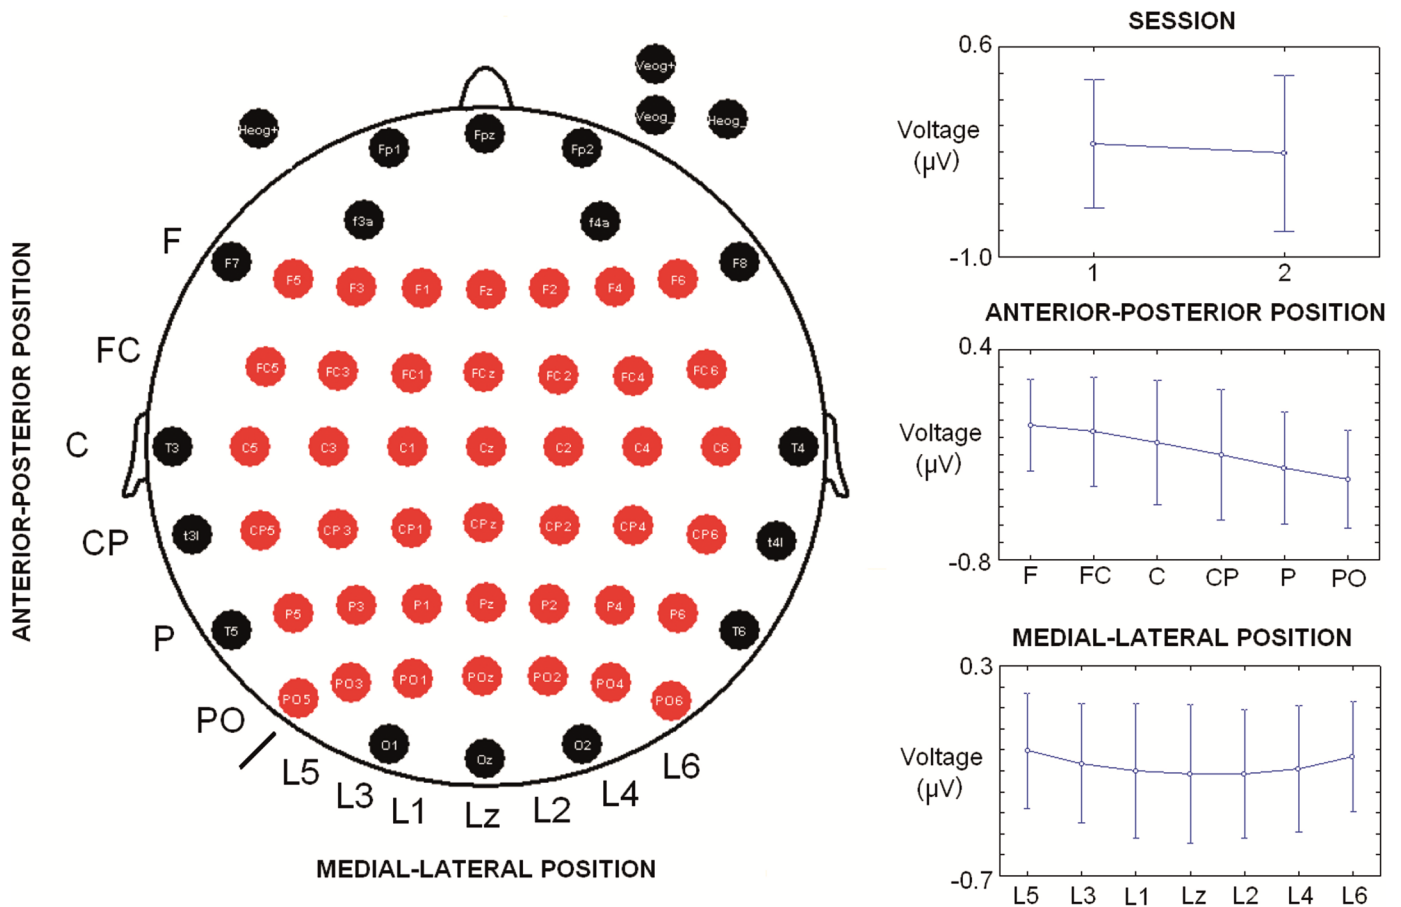 Veog+
Heog+
Veog_
Heog_
Fp1
Fpz
Fp2
f3a
f4a
F
F7
F5
F3
F1
Fz
F2
F4
F6
F8
FC
FC5
FC3
FC1
FCz
FC2
FC4
FC6
C
T3
C5
C3
C1
Cz
C2
C4
C6
T4
CP
t3l
CP5
CP3
CP1
CPz
CP2
CP4
CP6
t4l
P
T5
P5
P3
P1
Pz
P2
P4
P6
T6
PO
PO5
PO3
PO1
POz
PO2
PO4
PO6
O1
Oz
O2
L5
L3
L1
Lz
L2
L4
L6
ANTERIOR-POSTERIOR POSITION
MEDIAL-LATERAL POSITION
SESSION
0.6
Voltage
(µV)
-1.0
1 2
ANTERIOR-POSTERIOR POSITION
0.4
Voltage
(µV)
-0.8
F FC C CP P PO
MEDIAL-LATERAL POSITION
0.3
Voltage
(µV)
-0.7
L5 L3 L1 Lz L2 L4 L6